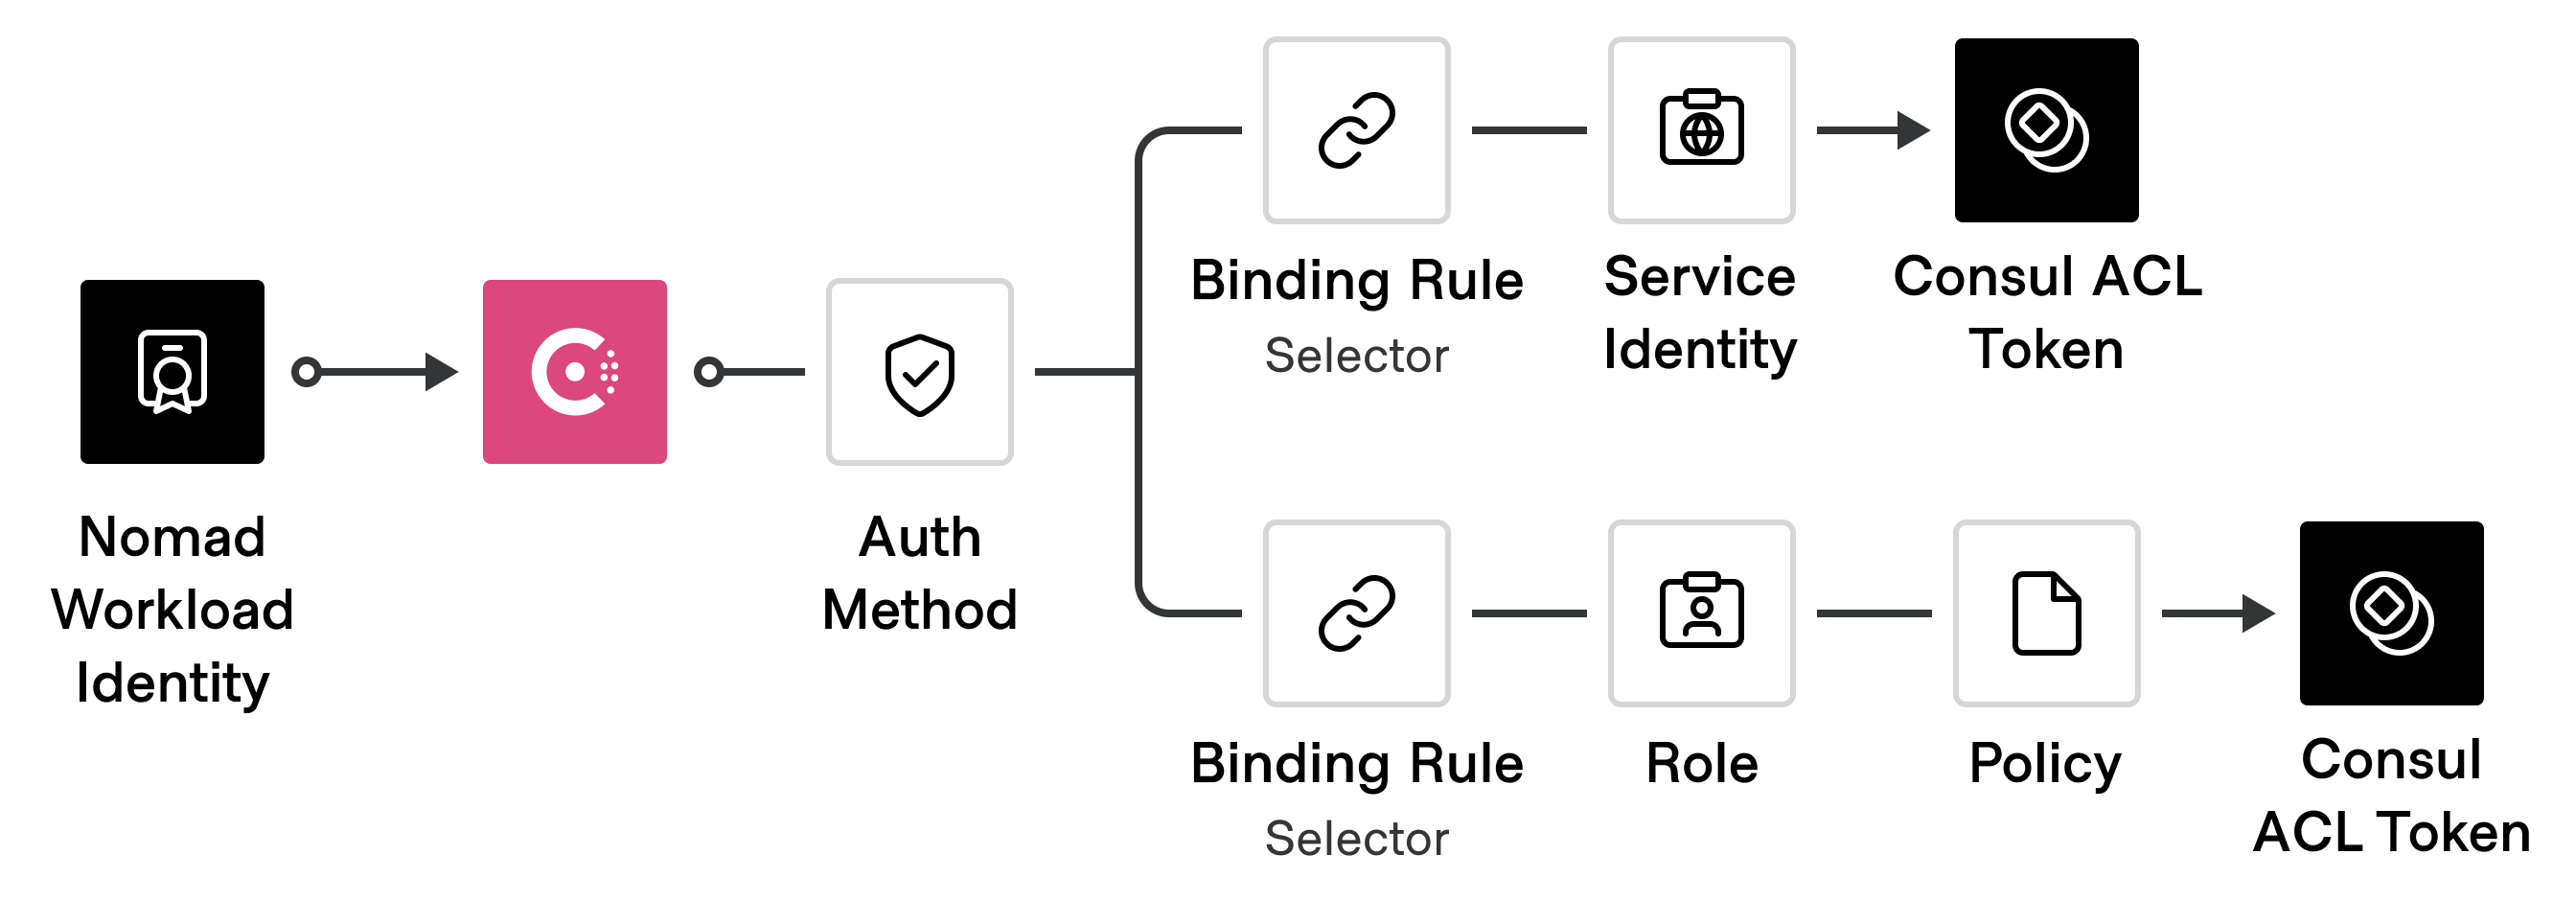 Nomad
Workload
Identity
Auth
Method
Binding Rule
Selector
Service
Identity
Consul ACL
Token
Binding Rule
Selector
Role
Policy
Consul
ACL Token